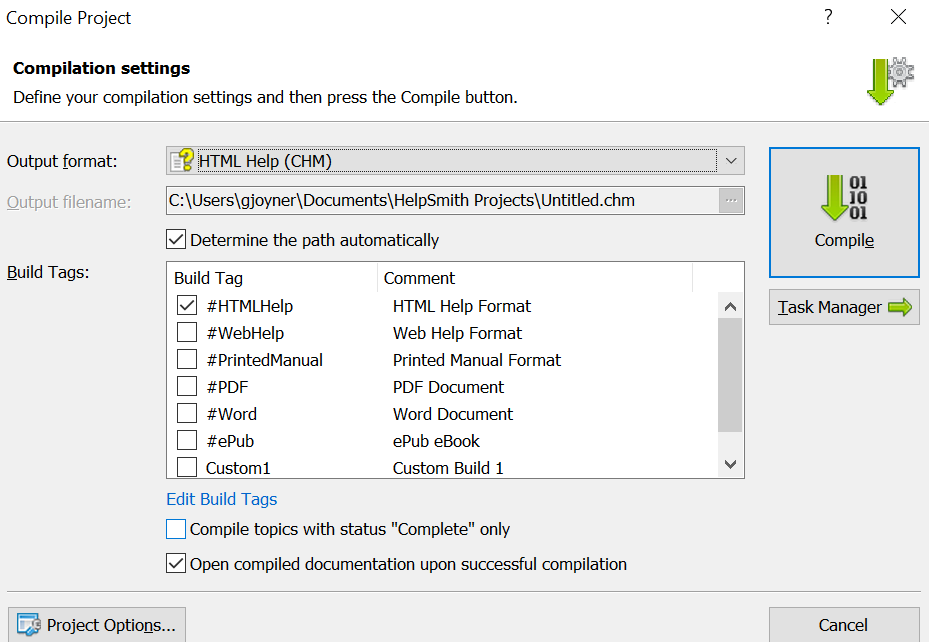 Compile Project
?
Compilation settings
Define your compilation settings and then press the Compile button.
Output format: HTML Help (CHM)
Output filename: C:\Users\gjoyner\Documents\HelpSmith Projects\Untitled.chm ...
Determine the path automatically
01
10
01
Compile
Task Manager
Build Tags:
Build Tag Comment
#HTMLHelp HTML Help Format
#WebHelp Web Help Format
#PrintedManual Printed Manual Format
#PDF PDF Document
#Word Word Document
#ePub ePub eBook
Custom1 Custom Build 1
Edit Build Tags
Compile topics with status "Complete" only
Open compiled documentation upon successful compilation
Project Options... Cancel